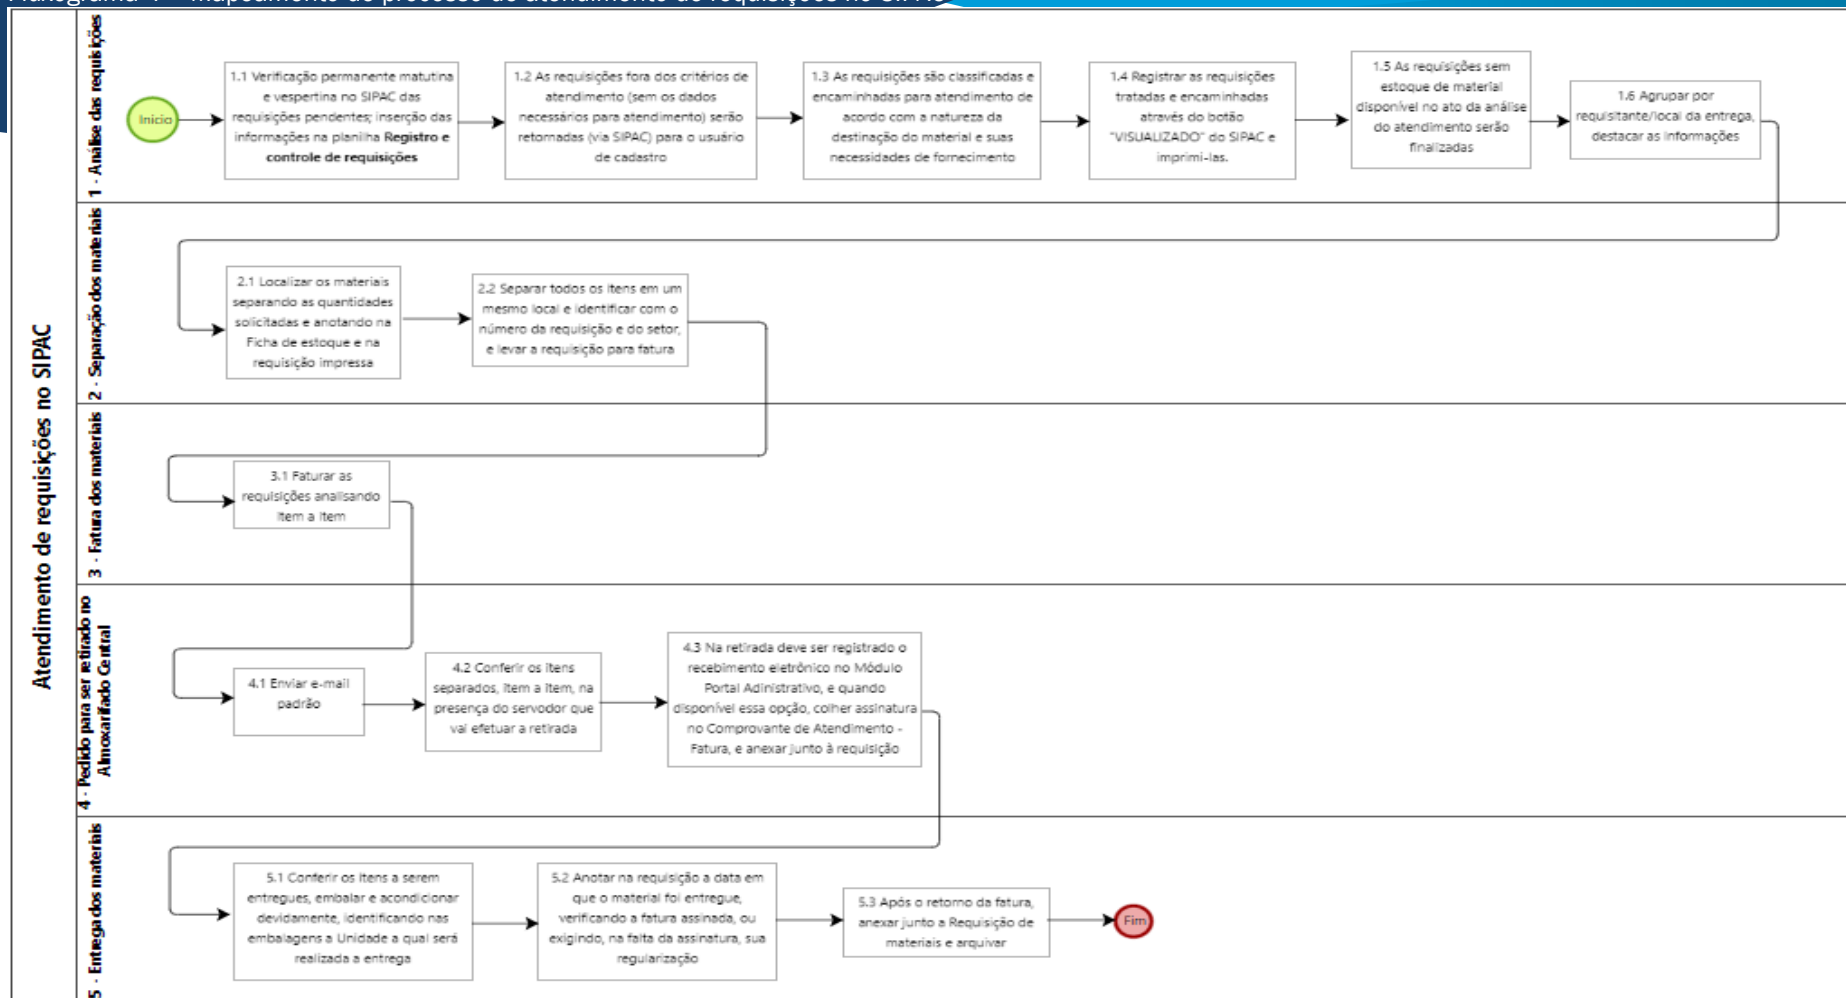 Atendimento de requisições no SIPAC
1 - Análise das requisições
Início
1.1 Verificação permanente matutina
e vespertina no SIPAC das
requisições pendentes; inserção das
informações na planilha Registro e
controle de requisições
1.2 As requisições fora dos critérios de
atendimento (sem os dados
necessários para atendimento) serão
retornadas (via SIPAC) para o usuário
de cadastro
1.3 As requisições são classificadas e
encaminhadas para atendimento de
acordo com a natureza da
destinação do material e suas
necessidades de fornecimento
1.4 Registrar as requisições
tratadas e encaminhadas
através do botão
"VISUALIZADO" do SIPAC e
imprimí-las.
1.5 As requisições sem
estoque de material
disponível no ato da análise
do atendimento serão
finalizadas
1.6 Agrupar por
requisitante/local da entrega,
destacar as informações
2 - Separação dos materiais
2.1 Localizar os materiais
separando as quantidades
solicitadas e anotando na
Ficha de estoque e na
requisição impressa
2.2 Separar todos os itens em um
mesmo local e identificar com o
número da requisição e do setor,
e levar a requisição para fatura
3 - Fatura dos materiais
3.1 Faturar as
requisições analisando
item a item
4 - Pedido para ser retirado no
Almoxarifado Central
4.1 Enviar e-mail
padrão
4.2 Conferir os itens
separados, item a item, na
presença do servodor que
vai efetuar a retirada
4.3 Na retirada deve ser registrado o
recebimento eletrônico no Módulo
Portal Adinistrativo, e quando
disponível essa opção, colher assinatura
no Comprovante de Atendimento -
Fatura, e anexar junto à requisição
5 - Entrega dos materiais
5.1 Conferir os itens a serem
entregues, embalar e acondicionar
devidamente, identificando nas
embalagens a Unidade a qual será
realizada a entrega
5.2 Anotar na requisição a data em
que o material foi entregue,
verificando a fatura assinada, ou
exigindo, na falta da assinatura, sua
regularização
5.3 Após o retorno da fatura,
anexar junto a Requisição de
materiais e arquivar
Fim